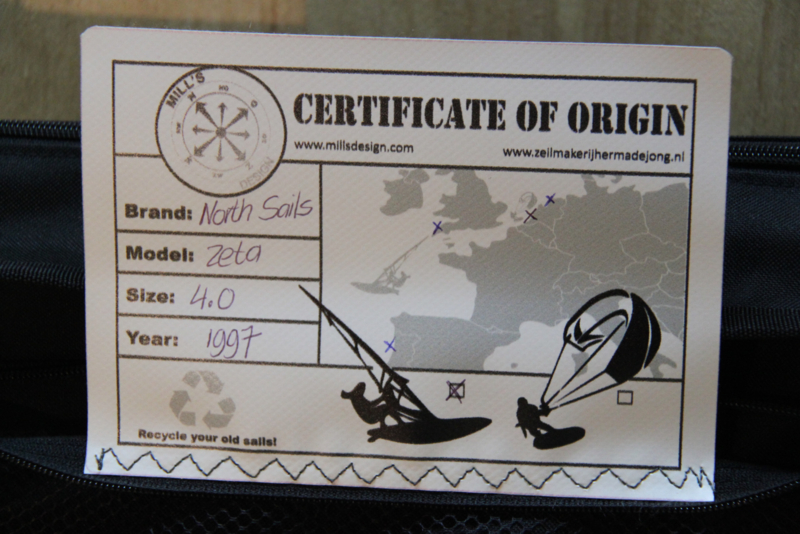 MILL'S
DESIGN
CERTIFICATE OF ORIGIN
www.millsdesign.com
www.zeilmakerijhermadejong.nl
Brand: North Sails
Model: Zeta
Size: 4.0
Year: 1997
Recycle your old sails!